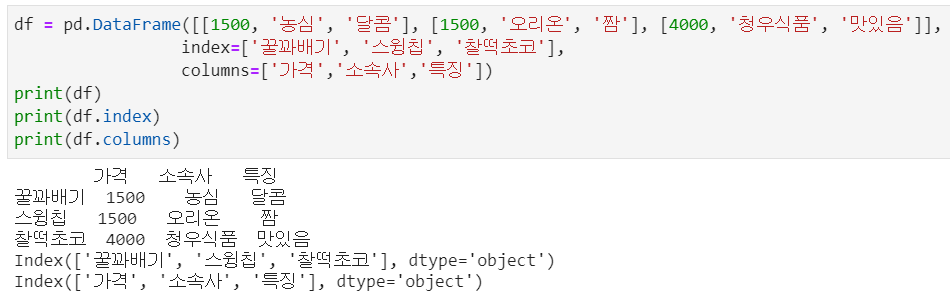 df = pd.DataFrame([[1500, '농심', '달콤'], [1500, '오리온', '짬'], [4000, '청우식품', '맛있음']],
index=['꿀꽈배기', '스윙칩', '찰떡초코'],
columns=['가격','소속사','특징'])
print(df)
print(df.index)
print(df.columns)
가격 소속사 특징
꿀꽈배기 1500 농심 달콤
스윙칩 1500 오리온 짬
찰떡초코 4000 청우식품 맛있음
Index(['꿀꽈배기', '스윙칩', '찰떡초코'], dtype='object')
Index(['가격', '소속사', '특징'], dtype='object')